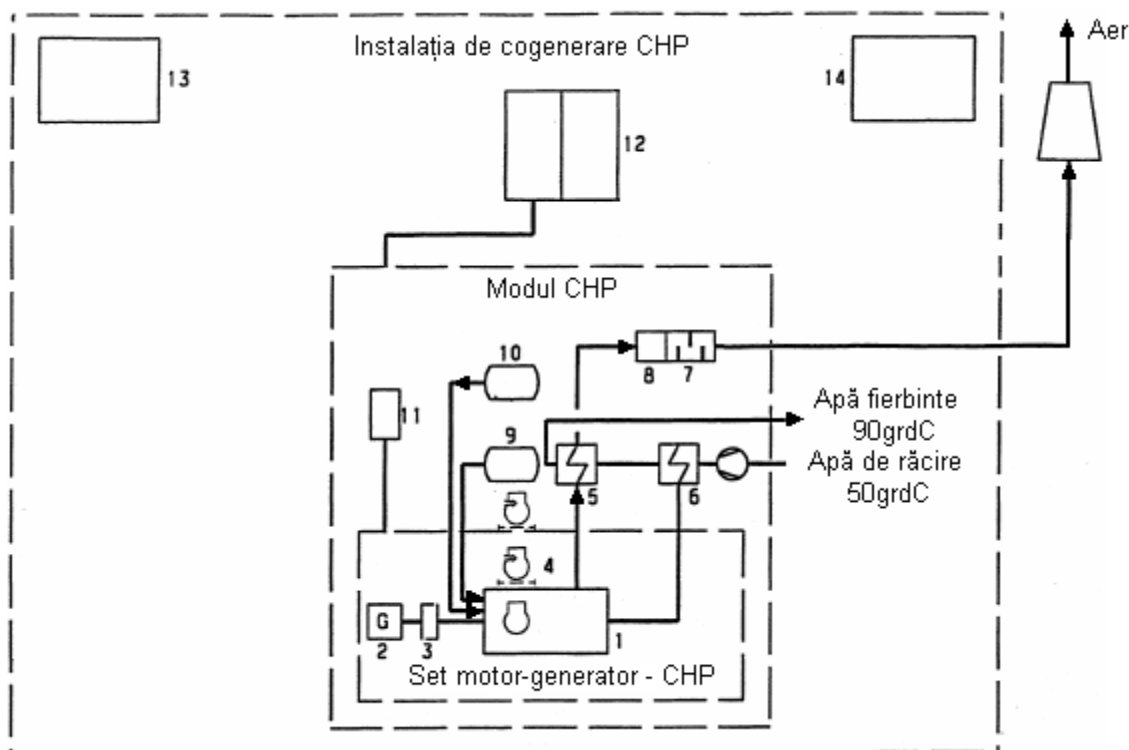 Instalația de cogenerare CHP
Aer
13
14
12
Modul CHP
10
8
7
11
Apă fierbinte
90grdC
9
Apă de răcire
50grdC
5
6
4
G
2
3
1
Set motor-generator - CHP